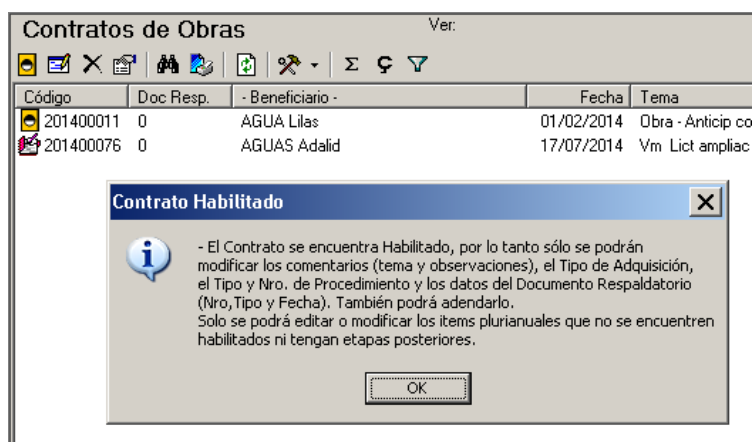 Contratos de Obras
Ver:
Σ Ç
Código Doc Resp. - Beneficiario - Fecha Tema
201400011 0 AGUA Lilas 01/02/2014 Obra - Anticip co
201400076 0 AGUAS Adalid 17/07/2014 Vm Lict ampliac
Contrato Habilitado
- El Contrato se encuentra Habilitado, por lo tanto sólo se podrán
modificar los comentarios (tema y observaciones), el Tipo de Adquisición,
el Tipo y Nro. de Procedimiento y los datos del Documento Respaldatorio
(Nro,Tipo y Fecha). También podrá adendarlo.
Solo se podrá editar o modificar los items plurianuales que no se encuentren
habilitados ni tengan etapas posteriores.
OK